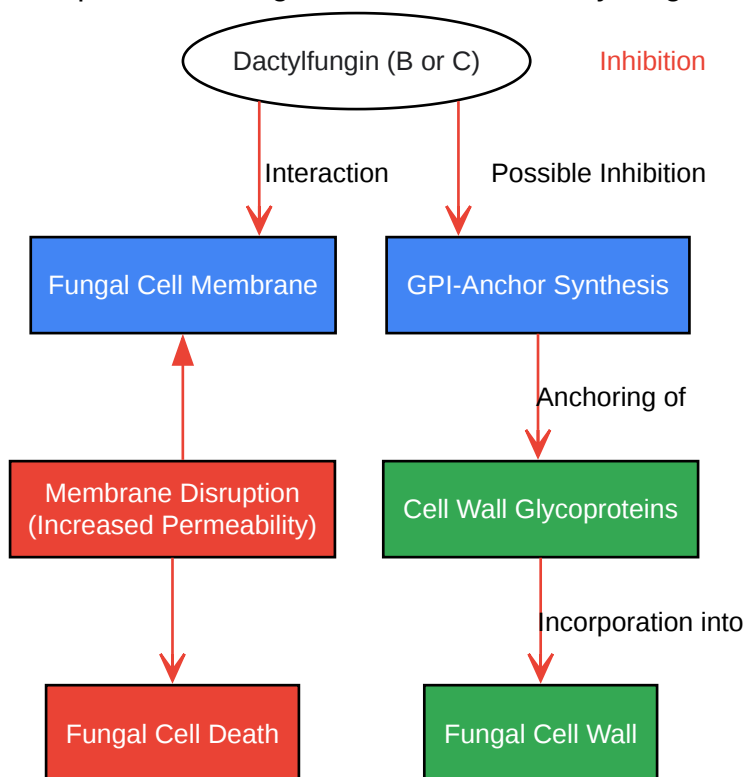 Dactylfungin (B or C)
Inhibition
Interaction
Possible Inhibition
Fungal Cell Membrane
GPI-Anchor Synthesis
Anchoring of
Membrane Disruption
(Increased Permeability)
Cell Wall Glycoproteins
Incorporation into
Fungal Cell Death
Fungal Cell Wall